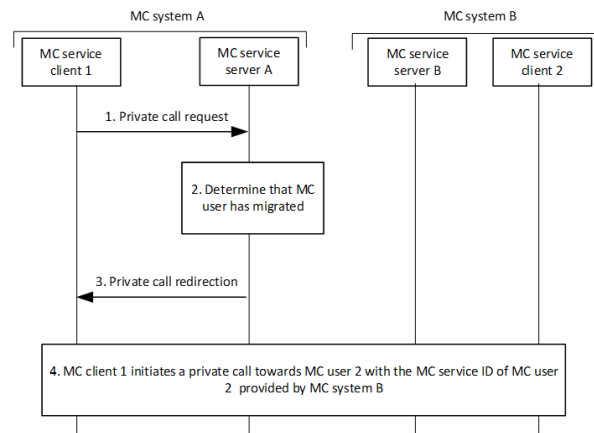 MC system A
MC system B
MC service
client 1
MC service
server A
MC service
server B
MC service
client 2
1. Private call request
2. Determine that MC
user has migrated
3. Private call redirection
4. MC client 1 initiates a private call towards MC user 2 with the MC service ID of MC user
2 provided by MC system B